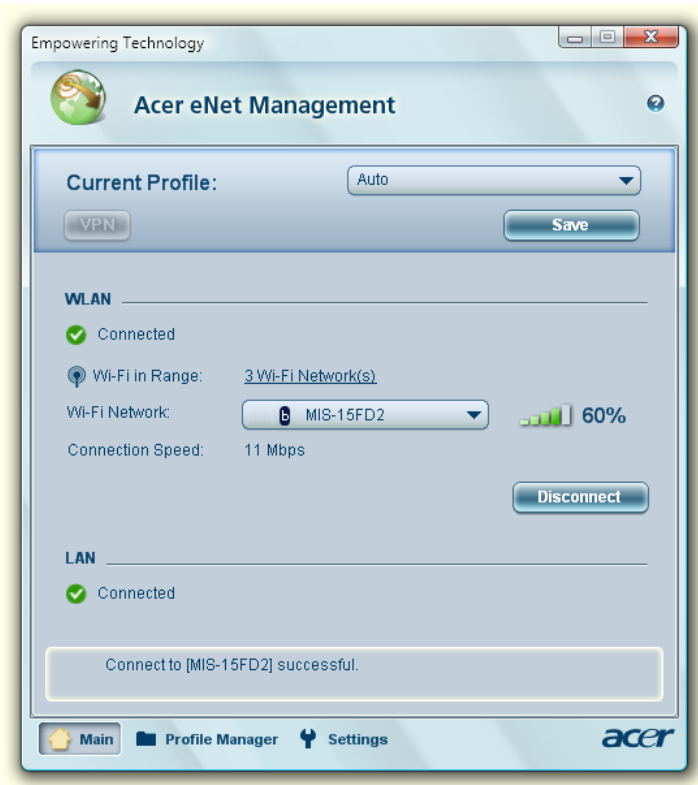 Empowering Technology
Acer eNet Management
Current Profile:
Auto
VPN
Save
WLAN
Connected
Wi-Fi in Range:
3 Wi-Fi Network(s)
Wi-Fi Network:
b MIS-15FD2
60%
Connection Speed:
11 Mbps
Disconnect
LAN
Connected
Connect to [MIS-15FD2] successful.
Main
Profile Manager
Settings
acer